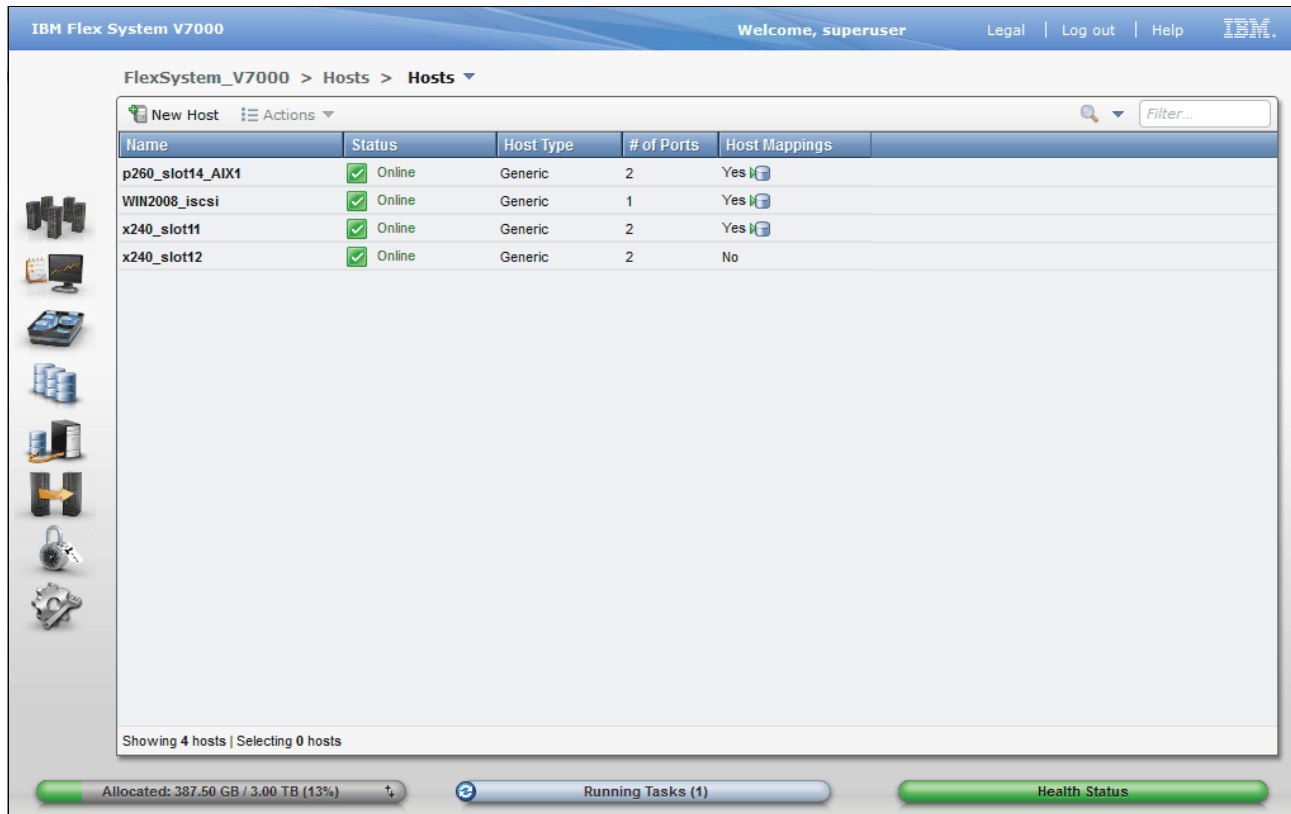 IBM Flex System V7000 Welcome, superuser Legal | Log out | Help IBM.
FlexSystem_V7000 > Hosts > Hosts
New Host Actions Filter...
Name Status Host Type # of Ports Host Mappings
p260_slot14_AIX1 Online Generic 2 Yes
WIN2008_iscsi Online Generic 1 Yes
x240_slot11 Online Generic 2 Yes
x240_slot12 Online Generic 2 No
Showing 4 hosts | Selecting 0 hosts
Allocated: 387.50 GB / 3.00 TB (13%) Running Tasks (1) Health Status